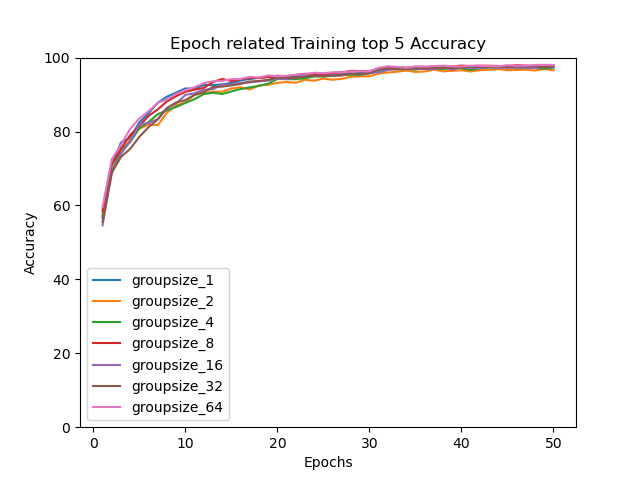 Epoch related Training top 5 Accuracy
100
80
60
40
20
0
Accuracy
groupsize_1
groupsize_2
groupsize_4
groupsize_8
groupsize_16
groupsize_32
groupsize_64
0 10 20 30 40 50
Epochs